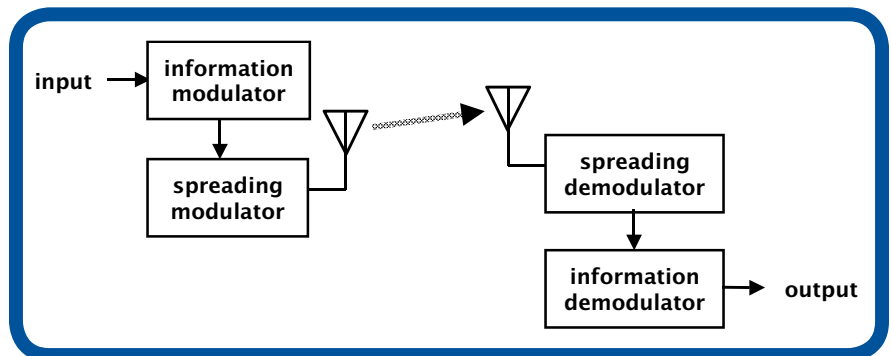 input
information
modulator
spreading
modulator
spreading
demodulator
information
demodulator
output